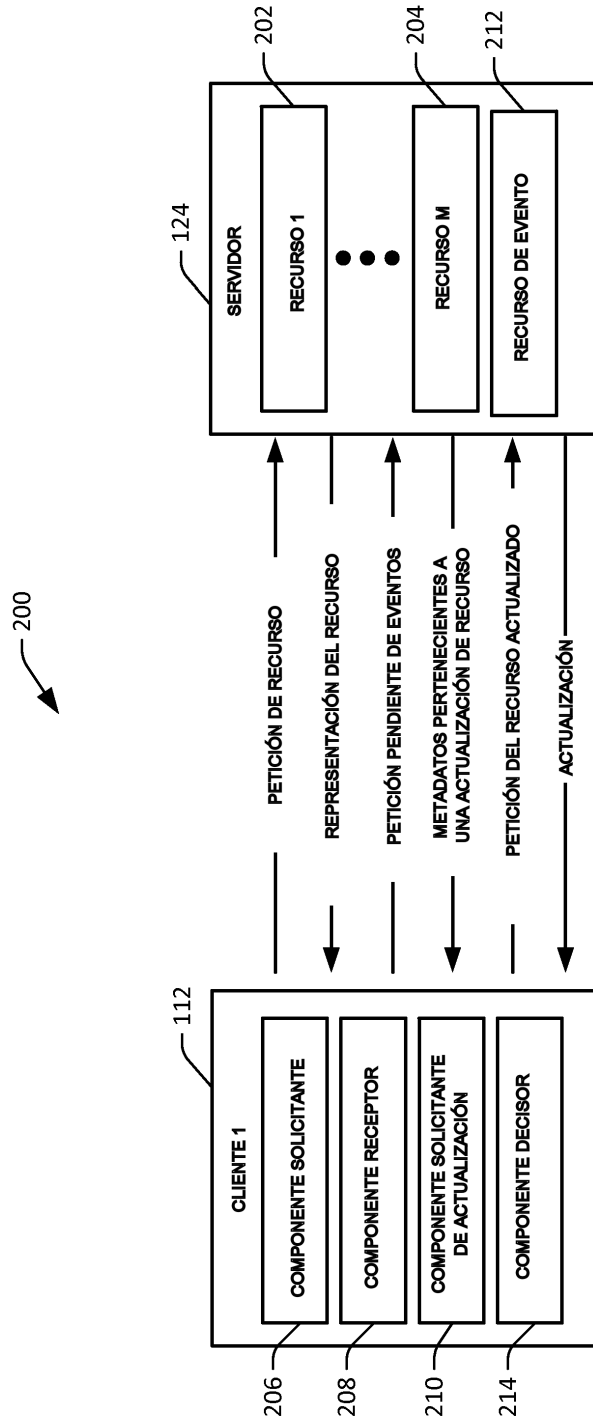 200
112
CLIENTE 1
COMPONENTE SOLICITANTE
206
COMPONENTE RECEPTOR
208
COMPONENTE SOLICITANTE
DE ACTUALIZACIÓN
210
COMPONENTE DECISOR
214
PETICIÓN DE RECURSO
REPRESENTACIÓN DEL RECURSO
PETICIÓN PENDIENTE DE EVENTOS
METADATOS PERTENECIENTES A
UNA ACTUALIZACIÓN DE RECURSO
PETICIÓN DEL RECURSO ACTUALIZADO
ACTUALIZACIÓN
124
SERVIDOR
RECURSO 1
202
RECURSO M
204
RECURSO DE EVENTO
212